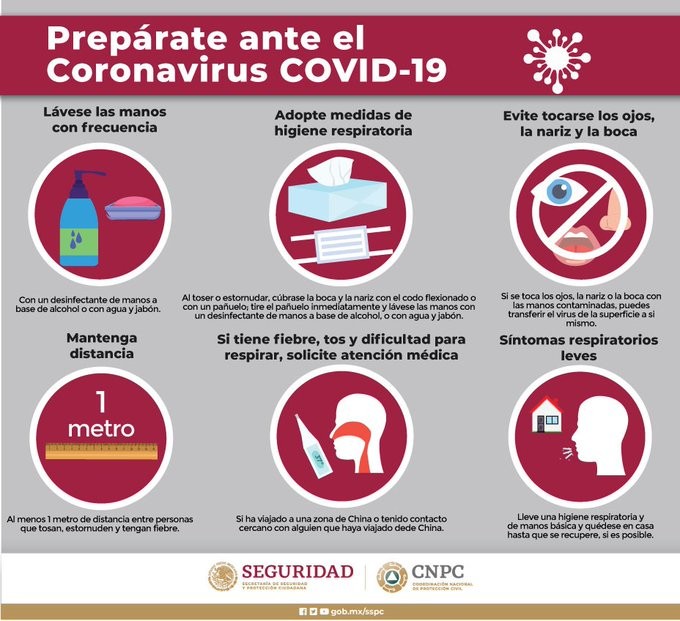 Prepárate ante el
Coronavirus COVID-19
Lávese las manos
con frecuencia
Con un desinfectante de manos a
base de alcohol o con agua y jabón.
Adopte medidas de
higiene respiratoria
Al toser o estornudar, cúbrase la boca y la nariz con el codo flexionado o
con un pañuelo; tire el pañuelo inmediatamente y lávese las manos con
un desinfectante de manos a base de alcohol, o con agua y jabón.
Evite tocarse los ojos,
la nariz y la boca
Si se toca los ojos, la nariz o la boca con
las manos contaminadas, puedes
transferir el virus de la superficie a si
mismo.
Mantenga
distancia
1
metro
Al menos 1 metro de distancia entre personas
que tosan, estornuden y tengan fiebre.
Si tiene fiebre, tos y dificultad para
respirar, solicite atención médica
Si ha viajado a una zona de China o tenido contacto
cercano con alguien que haya viajado dede China.
Síntomas respiratorios
leves
Lleve una higiene respiratoria y
de manos básica y quédese en casa
hasta que se recupere, si es posible.
SEGURIDAD
SECRETARÍA DE SEGURIDAD
Y PROTECCIÓN CIUDADANA
CNPC
COORDINACIÓN NACIONAL
DE PROTECCIÓN CIVIL
gob.mx/sspc